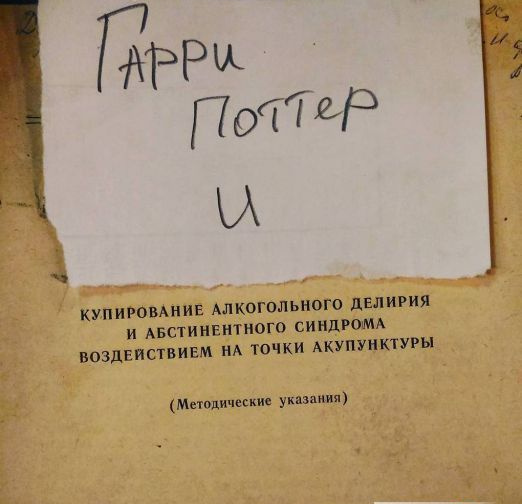 Гарри
Поттер
и
КУПИРОВАНИЕ АЛКОГОЛЬНОГО ДЕЛИРИЯ
И АБСТИНЕНТНОГО СИНДРОМА
ВОЗДЕЙСТВИЕМ НА ТОЧКИ АКУПУНКТУРЫ
(Методические указания)